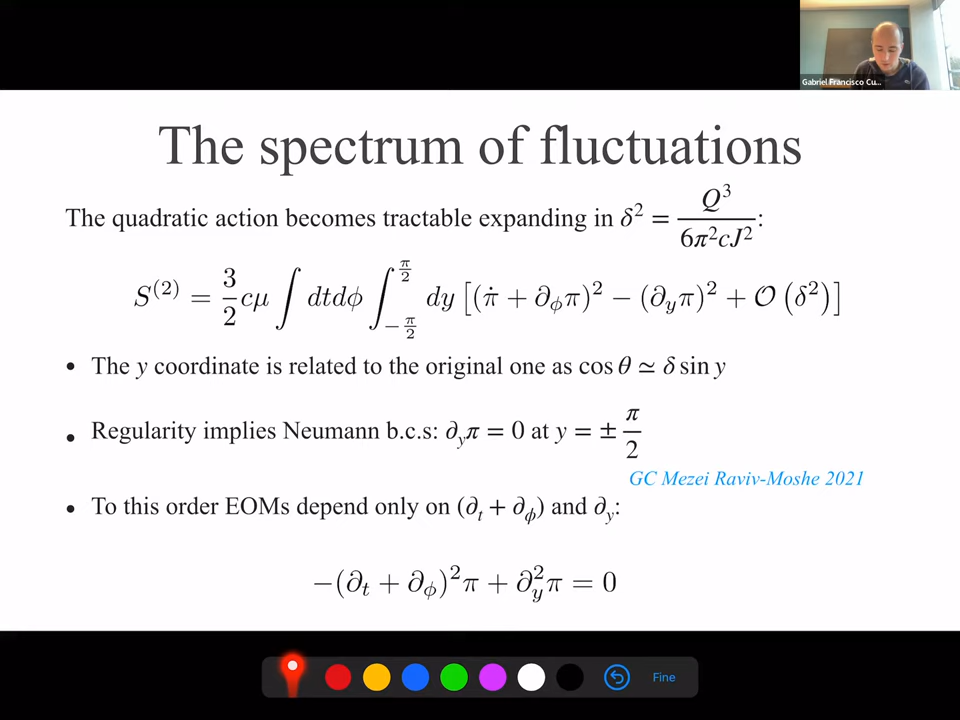 Gabriel Francisco Cu...
The spectrum of fluctuations
The quadratic action becomes tractable expanding in δ² = Q³/(6π²cJ²):
S⁽²⁾ = 3/2 cμ ∫ dtdϕ ∫_{-π/2}^{π/2} dy [(π̇ + ∂_ϕπ)² − (∂_yπ)² + 𝒪(δ²)]
• The y coordinate is related to the original one as cos θ ≃ δ sin y
• Regularity implies Neumann b.c.s: ∂_yπ = 0 at y = ± π/2
GC Mezei Raviv-Moshe 2021
• To this order EOMs depend only on (∂_t + ∂_ϕ) and ∂_y:
−(∂_t + ∂_ϕ)²π + ∂_y²π = 0
Fine